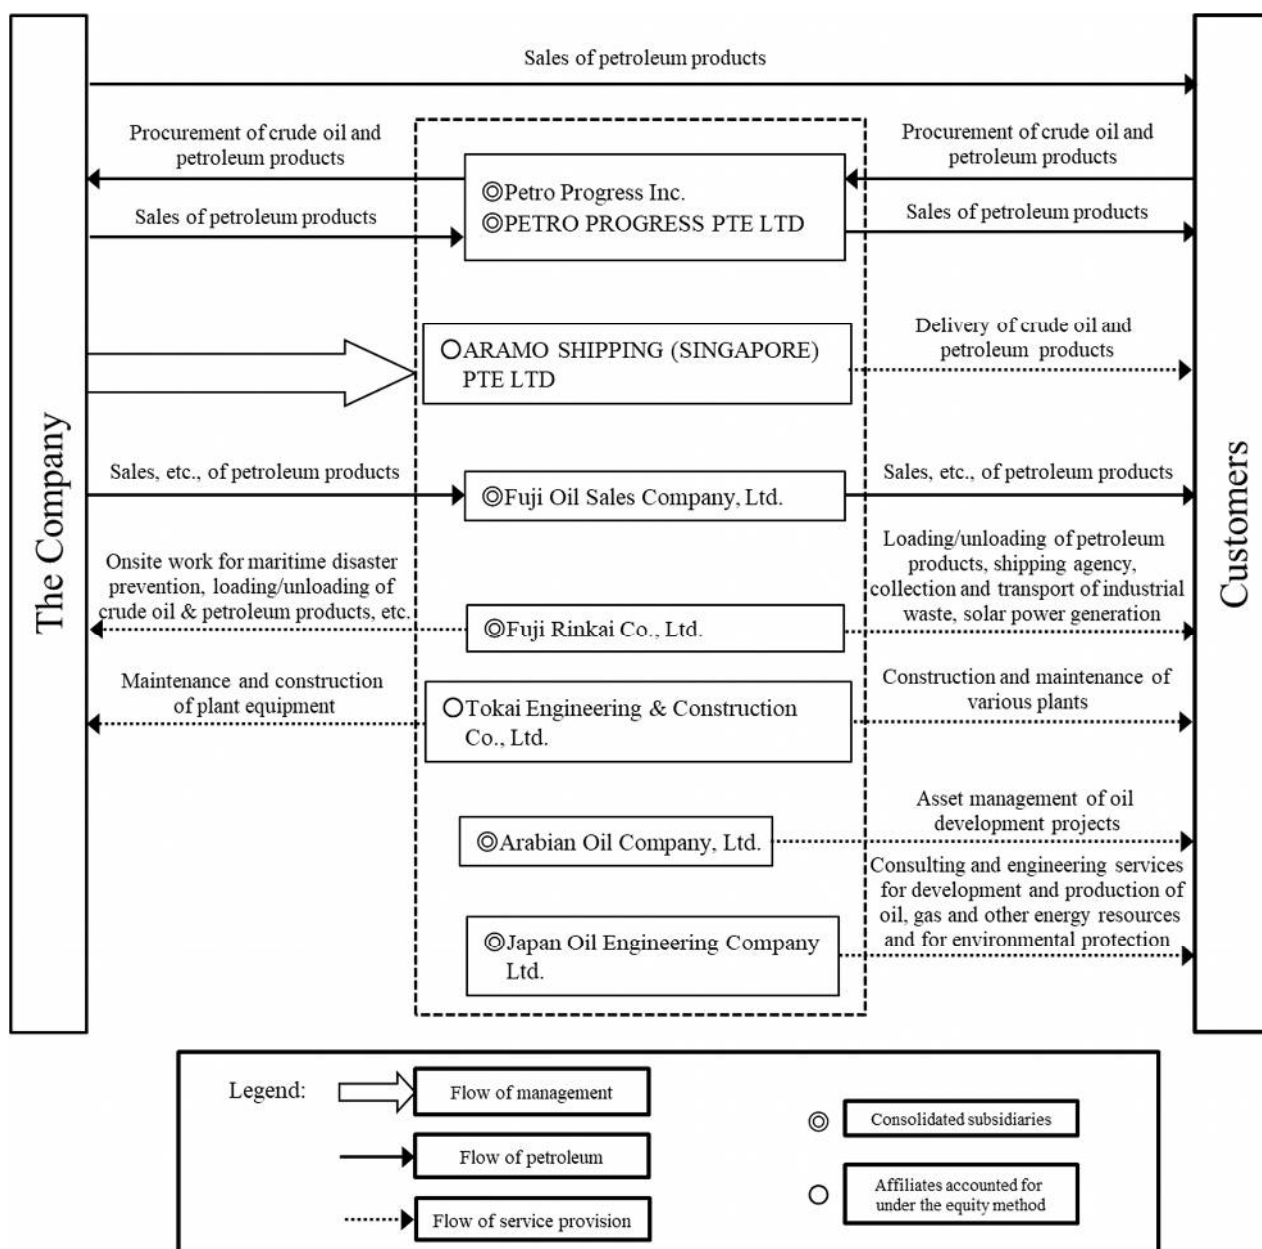 Sales of petroleum products
Procurement of crude oil and
petroleum products
Procurement of crude oil and
petroleum products
◎Petro Progress Inc.
◎PETRO PROGRESS PTE LTD
Sales of petroleum products
Sales of petroleum products
○ARAMO SHIPPING (SINGAPORE)
PTE LTD
Delivery of crude oil and
petroleum products
The Company
Customers
Sales, etc., of petroleum products
◎Fuji Oil Sales Company, Ltd.
Sales, etc., of petroleum products
Onsite work for maritime disaster
prevention, loading/unloading of
crude oil & petroleum products, etc.
◎Fuji Rinkai Co., Ltd.
Loading/unloading of petroleum
products, shipping agency,
collection and transport of industrial
waste, solar power generation
Maintenance and construction
of plant equipment
○Tokai Engineering & Construction
Co., Ltd.
Construction and maintenance of
various plants
◎Arabian Oil Company, Ltd.
Asset management of oil
development projects
◎Japan Oil Engineering Company
Ltd.
Consulting and engineering services
for development and production of
oil, gas and other energy resources
and for environmental protection
Legend:
Flow of management
Flow of petroleum
Flow of service provision
◎ Consolidated subsidiaries
○ Affiliates accounted for
under the equity method